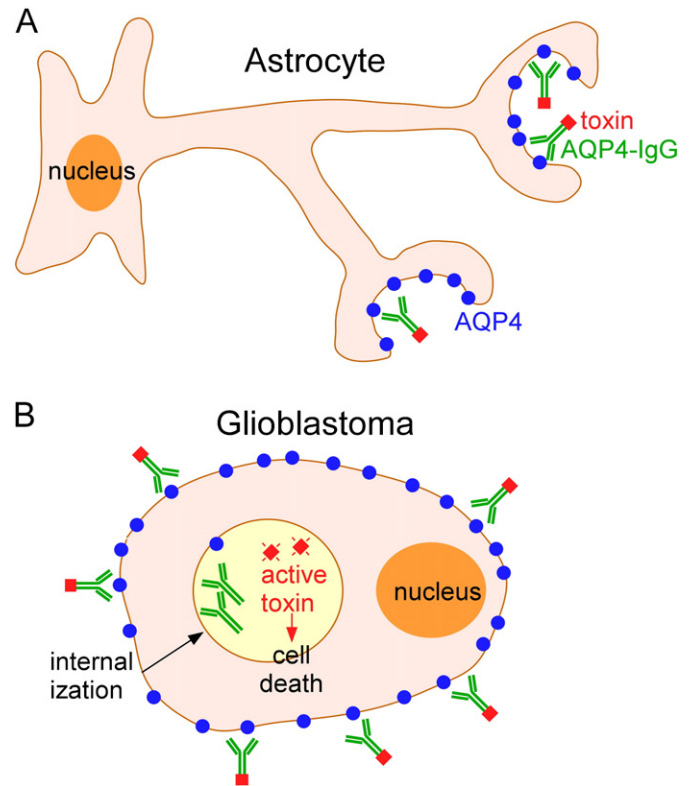 A
Astrocyte
nucleus
toxin
AQP4-IgG
AQP4
B
Glioblastoma
active
toxin
cell
death
nucleus
internal
ization